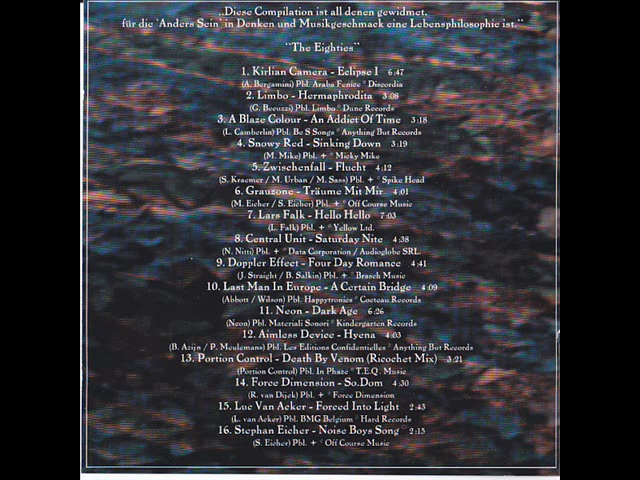 „Diese Compilation ist all denen gewidmet,
für die 'Anders Sein' in Denken und Musikgeschmack eine Lebensphilosophie ist."
"The Eighties"
1. Kirlian Camera - Eclipse I 6:47
(A. Bergamini) Pbl. Araba Fenice * Discordia
2. Limbo - Hermaphrodita 3:08
(G. Becuzzi) Pbl. Limbo * Dune Records
3. A Blaze Colour - An Addict Of Time 3:18
(L. Camberlin) Pbl. Be S Songs * Anything But Records
4. Snowy Red - Sinking Down 3:19
(M. Mike) Pbl. + * Micky Mike
5. Zwischenfall - Flucht 4:12
(S. Kraemer / M. Urban / M. Sass) Pbl. + * Spike Head
6. Grauzone - Träume Mit Mir 4:01
(M. Eicher / S. Eicher) Pbl. + * Off Course Music
7. Lars Falk - Hello Hello 7:03
(L. Falk) Pbl. + * Yellow Ltd.
8. Central Unit - Saturday Nite 4:38
(N. Nitti) Pbl. + * Data Corporation / Audioglobe SRL.
9. Doppler Effect - Four Day Romance 4:41
(J. Straight / B. Salkin) Pbl. + * Brasch Music
10. Last Man In Europe - A Certain Bridge 4:09
(Abbott / Wilson) Pbl. Happytronics * Cocteau Records
11. Neon - Dark Age 6:26
(Neon) Pbl. Materiali Sonori * Kindergarten Records
12. Aimless Device - Hyena 4:03
(B. Azijn / P. Meulemans) Pbl. Les Editions Confidentielles * Anything But Records
13. Portion Control - Death By Venom (Ricochet Mix) 3:21
(Portion Control) Pbl. In Phaze * T.E.Q. Music
14. Force Dimension - So.Dom 4:30
(R. van Dijck) Pbl. + * Force Dimension
15. Luc Van Acker - Forced Into Light 2:43
(L. van Acker) Pbl. BMG Belgium * Hard Records
16. Stephan Eicher - Noise Boys Song 2:15
(S. Eicher) Pbl. + * Off Course Music